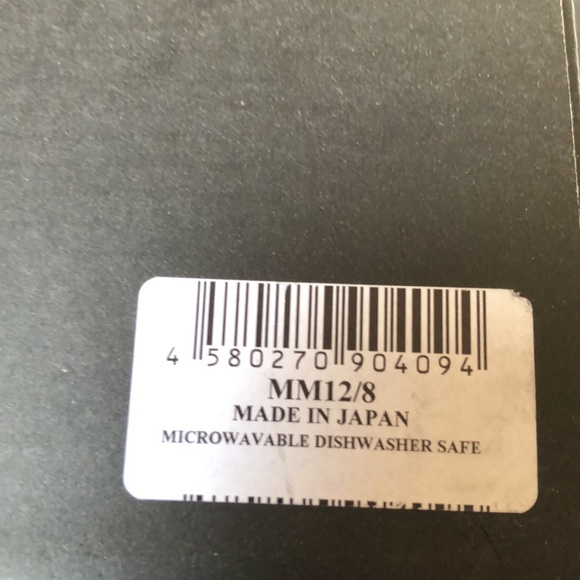 4 580270 904094
MM12/8
MADE IN JAPAN
MICROWAVABLE DISHWASHER SAFE